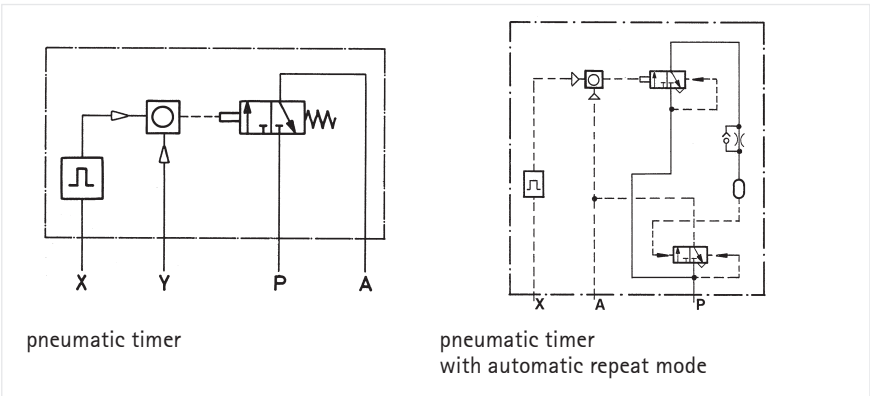 X Y P A
pneumatic timer
X A P
pneumatic timer
with automatic repeat mode